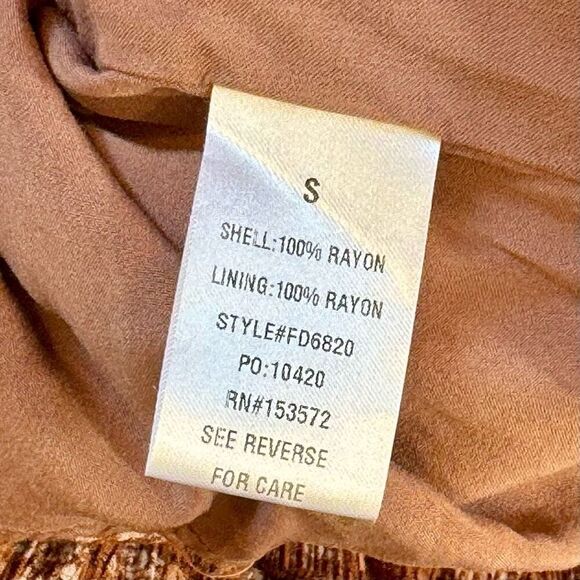 S
SHELL:100% RAYON
LINING:100% RAYON
STYLE#FD6820
PO:10420
RN#153572
SEE REVERSE
FOR CARE